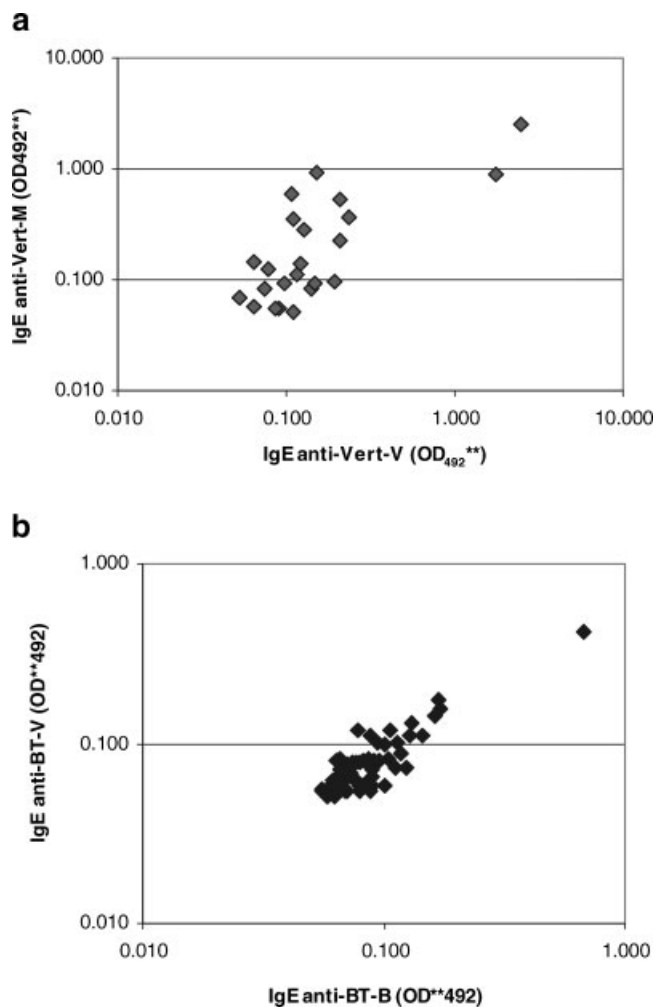 a
10.000
1.000
0.100
0.010
0.010 0.100 1.000 10.000
IgE anti-Vert-M (OD492**)
IgE anti-Vert-V (OD492**)
b
1.000
0.100
0.010
0.010 0.100 1.000
IgE anti-BT-V (OD**492)
IgE anti-BT-B (OD**492)